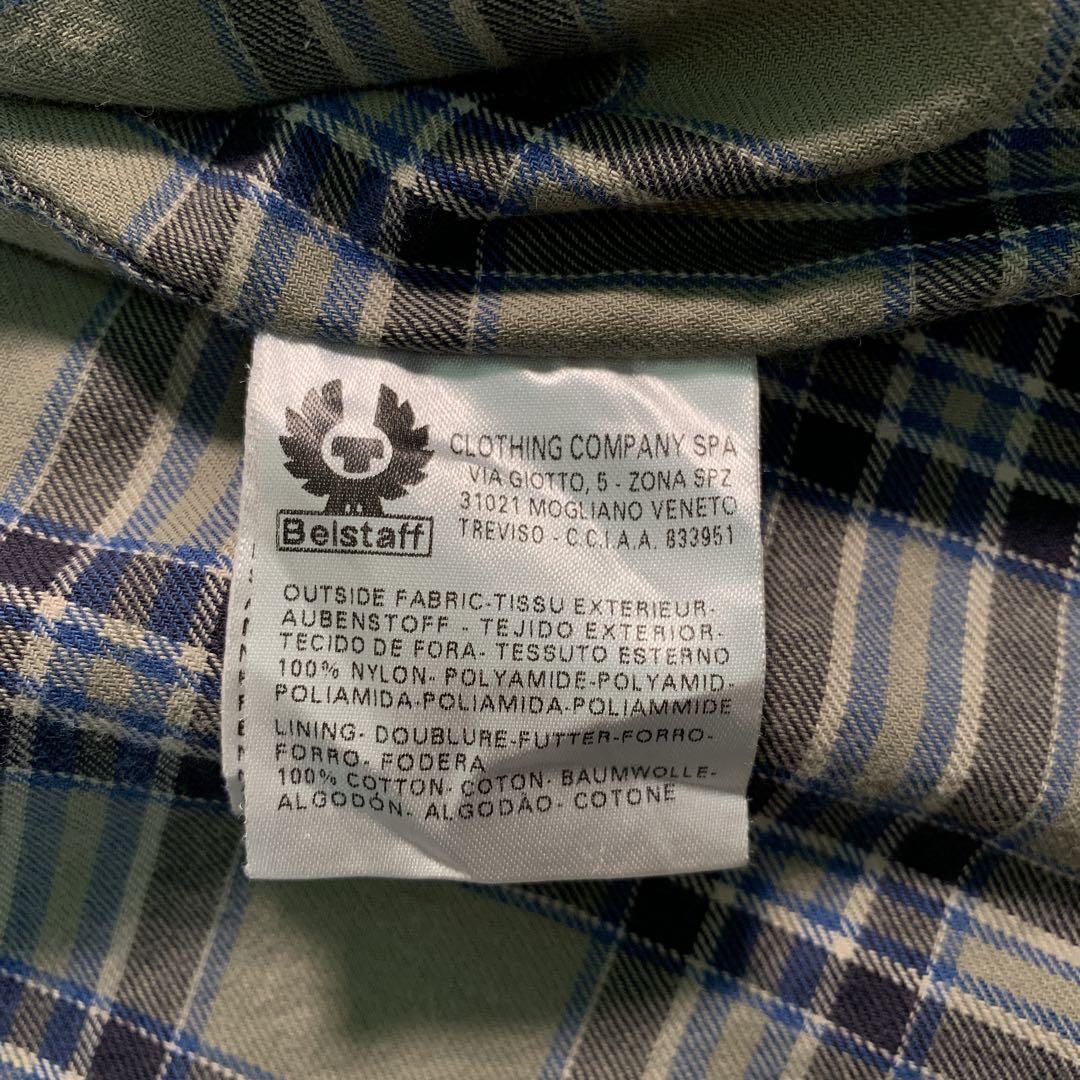 Belstaff
CLOTHING COMPANY SPA
VIA GIOTTO, 5 - ZONA SPZ
31021 MOGLIANO VENETO
TREVISO - C.C.I.A.A. 833951
OUTSIDE FABRIC-TISSU EXTERIEUR-
AUBENSTOFF - TEJIDO EXTERIOR-
TECIDO DE FORA- TESSUTO ESTERNO
100% NYLON- POLYAMIDE-POLYAMID-
POLIAMIDA-POLIAMIDA-POLIAMMIDE
LINING- DOUBLURE-FUTTER-FORRO-
FORRO- FODERA
100% COTTON- COTON- BAUMWOLLE-
ALGODÓN- ALGODÃO- COTONE